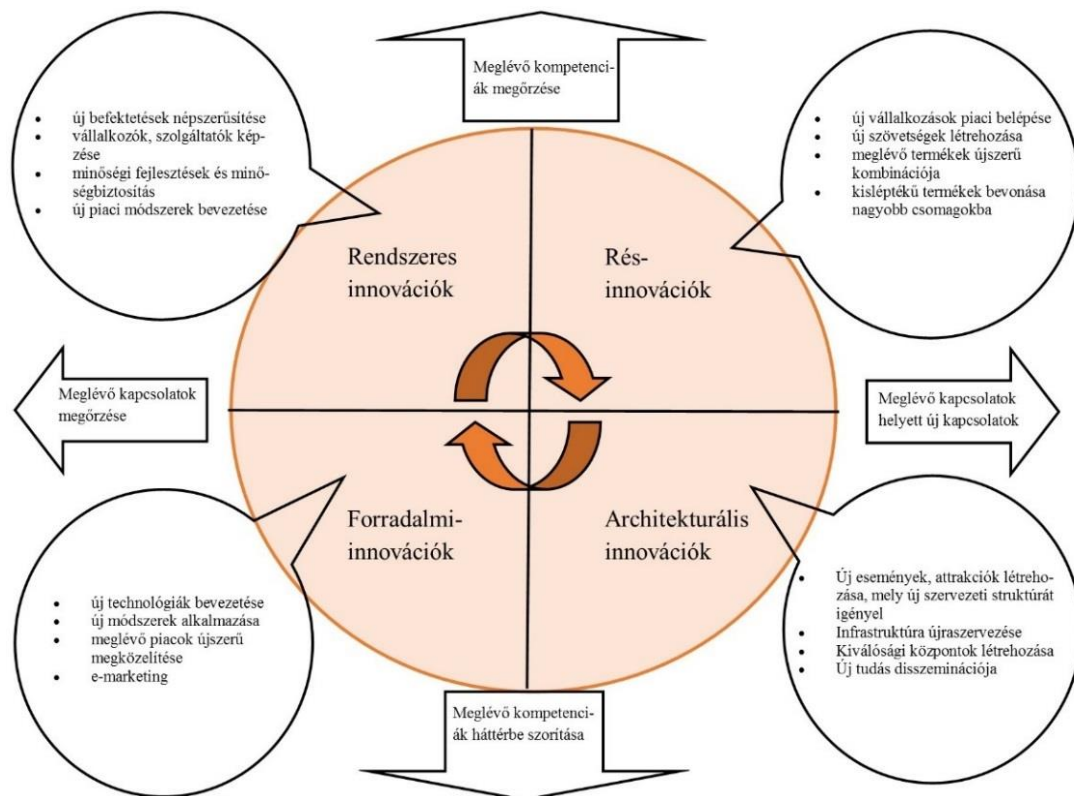 Meglévő kompetenci-
ák megőrzése
• új befektetések népszerűsítése
• vállalkozók, szolgáltatók kép-
zése
• minőségi fejlesztések és minő-
ségbiztosítás
• új piaci módszerek bevezetése
• új vállalkozások piaci belépése
• új szövetségek létrehozása
• meglévő termékek újszerű
kombinációja
• kisléptékű termékek bevonása
nagyobb csomagokba
Rendszeres
innovációk
Rés-
innovációk
Meglévő kapcsolatok
megőrzése
Meglévő kapcsolatok
helyett új kapcsolatok
Forradalmi-
innovációk
Architekturális
innovációk
• új technológiák bevezetése
• új módszerek alkalmazása
• meglévő piacok újszerű
megközelítése
• e-marketing
• Új események, attrakciók létreho-
zása, mely új szervezeti struktúrát
igényel
• Infrastruktúra újraszervezése
• Kiválósági központok létrehozása
• Új tudás disszeminációja
Meglévő kompetenci-
ák háttérbe szorítása